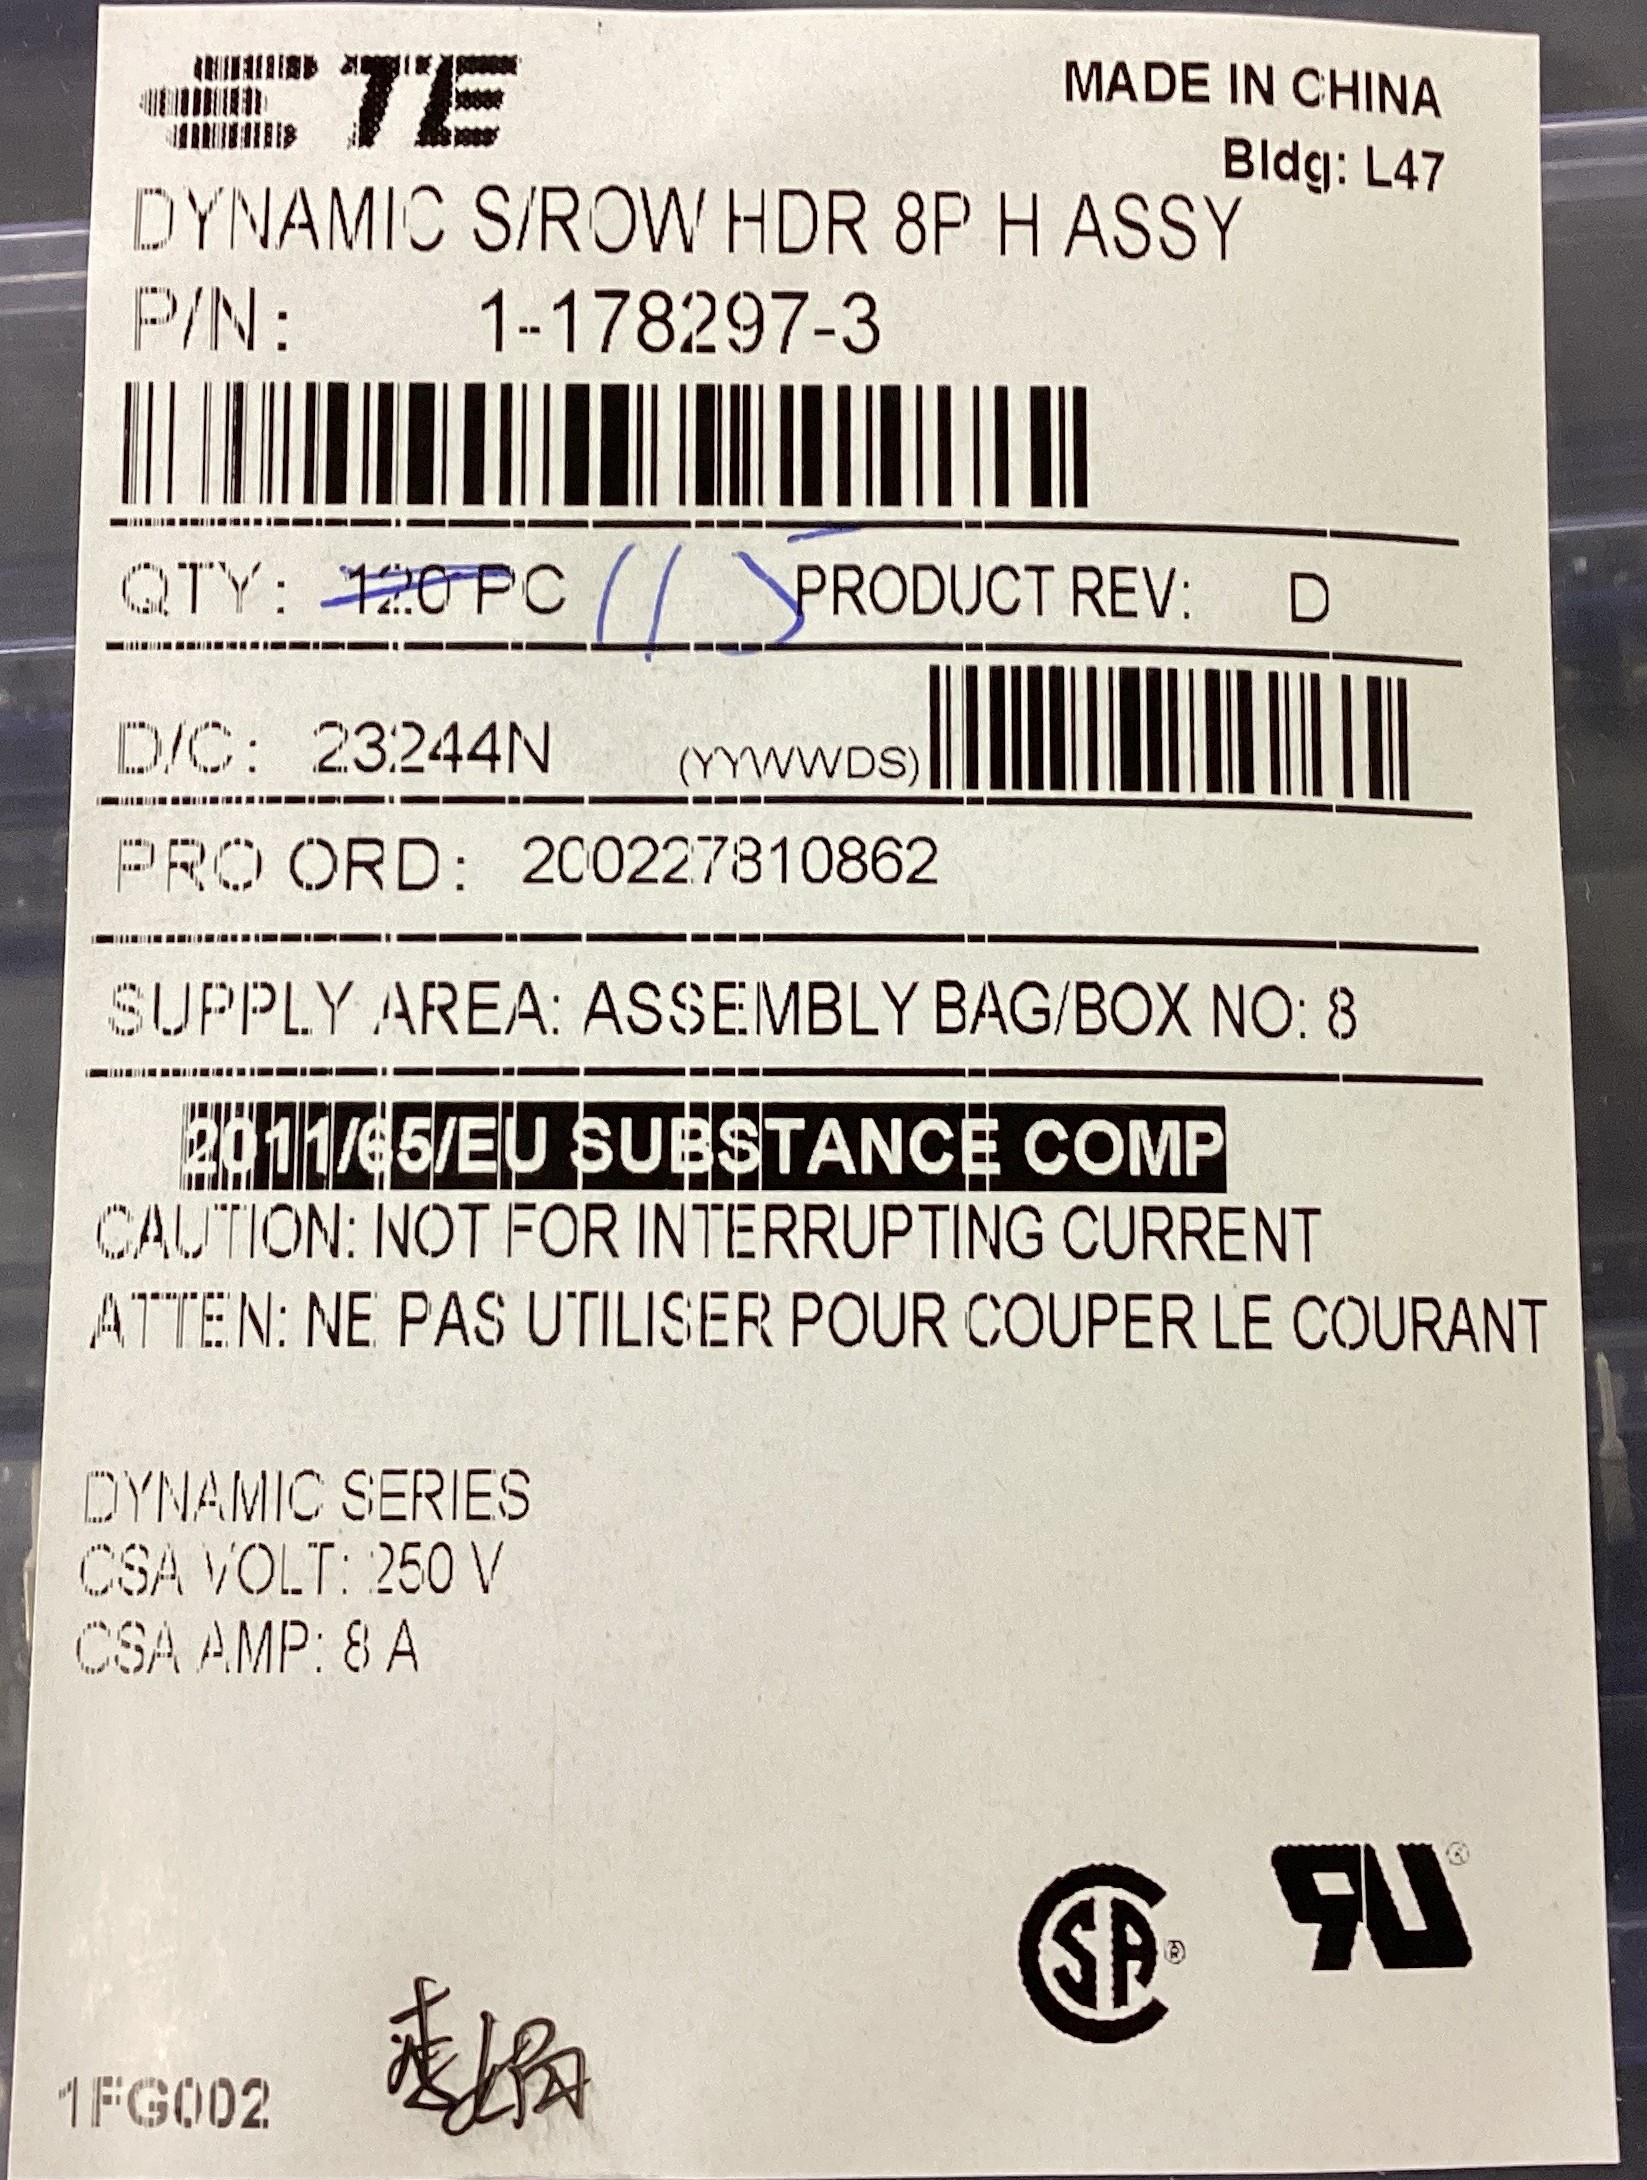 TE
MADE IN CHINA
Bldg: L47
DYNAMIC S/ROW HDR 8P H ASSY
P/N: 1-178297-3
QTY: 120 PC 115 PRODUCT REV: D
D/C: 23244N (YYWWDS)
PRO ORD: 200227810862
SUPPLY AREA: ASSEMBLY BAG/BOX NO: 8
2011/65/EU SUBSTANCE COMP
CAUTION: NOT FOR INTERRUPTING CURRENT
ATTEN: NE PAS UTILISER POUR COUPER LE COURANT
DYNAMIC SERIES
CSA VOLT: 250 V
CSA AMP: 8 A
CSA ® RU ®
1FG002